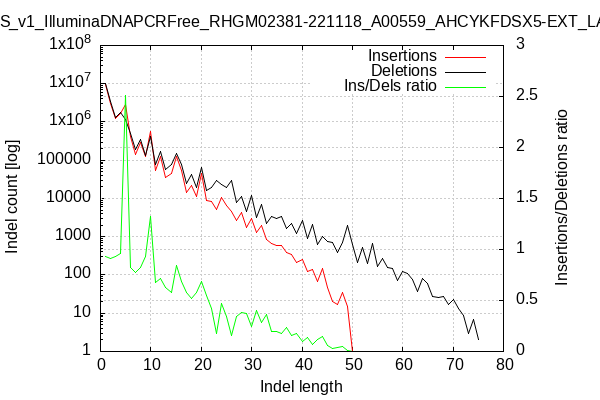 S_v1_IlluminaDNAPCRFree_RHGM02381-221118_A00559_AHCYKFDSX5-EXT_LA
Insertions
Deletions
Ins/Dels ratio
Indel count [log]
1x10^8
1x10^7
1x10^6
100000
10000
1000
100
10
1
Insertions/Deletions ratio
3
2.5
2
1.5
1
0.5
0
0 10 20 30 40 50 60 70 80
Indel length